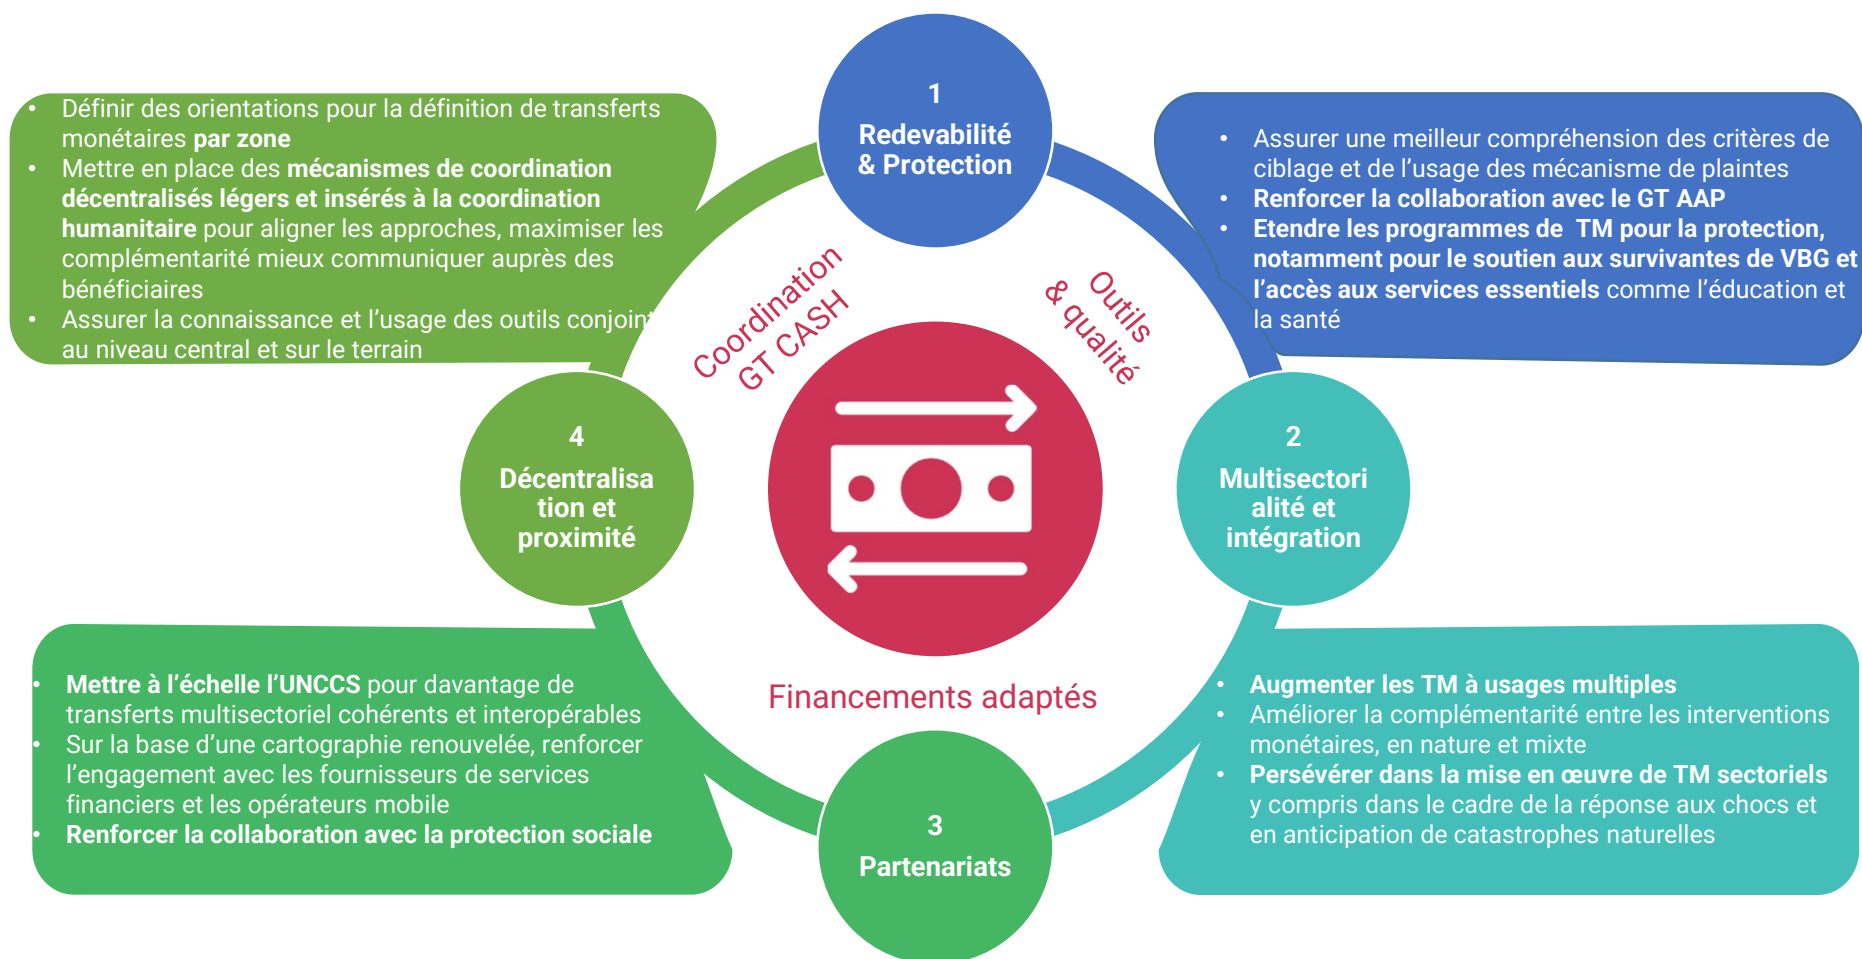 1
Redevabilité
& Protection
• Assurer une meilleur compréhension des critères de
ciblage et de l’usage des mécanisme de plaintes
• Renforcer la collaboration avec le GT AAP
• Etendre les programmes de TM pour la protection,
notamment pour le soutien aux survivantes de VBG et
l’accès aux services essentiels comme l’éducation et
la santé
2
Multisectori
alité et
intégration
• Augmenter les TM à usages multiples
• Améliorer la complémentarité entre les interventions
monétaires, en nature et mixte
• Persévérer dans la mise en œuvre de TM sectoriels
y compris dans le cadre de la réponse aux chocs et
en anticipation de catastrophes naturelles
3
Partenariats
• Mettre à l’échelle l’UNCCS pour davantage de
transferts multisectoriel cohérents et interopérables
• Sur la base d’une cartographie renouvelée, renforcer
l’engagement avec les fournisseurs de services
financiers et les opérateurs mobile
• Renforcer la collaboration avec la protection sociale
4
Décentralisa
tion et
proximité
• Définir des orientations pour la définition de transferts
monétaires par zone
• Mettre en place des mécanismes de coordination
décentralisés légers et insérés à la coordination
humanitaire pour aligner les approches, maximiser les
complémentarité mieux communiquer auprès des
bénéficiaires
• Assurer la connaissance et l’usage des outils conjoint
au niveau central et sur le terrain
Coordination
GT CASH
Outils
& qualité
Financements adaptés